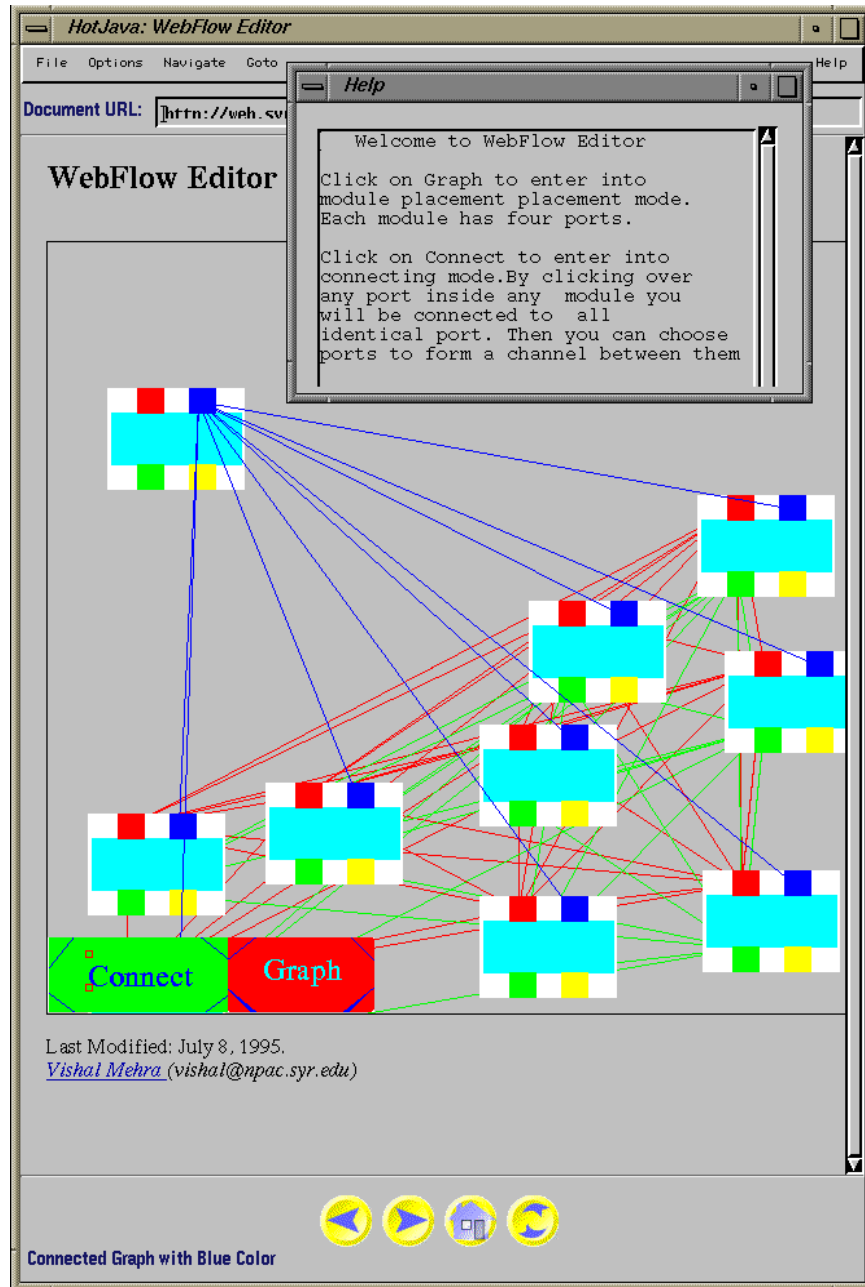 HotJava: WebFlow Editor
File Options Navigate Goto Help
Help
Document URL: http://web.syr
Welcome to WebFlow Editor
Click on Graph to enter into
module placement placement mode.
Each module has four ports.
Click on Connect to enter into
connecting mode.By clicking over
any port inside any module you
will be connected to all
identical port. Then you can choose
ports to form a channel between them
WebFlow Editor
Connect
Graph
Last Modified: July 8, 1995.
Vishal Mehra (vishal@npac.syr.edu)
Connected Graph with Blue Color